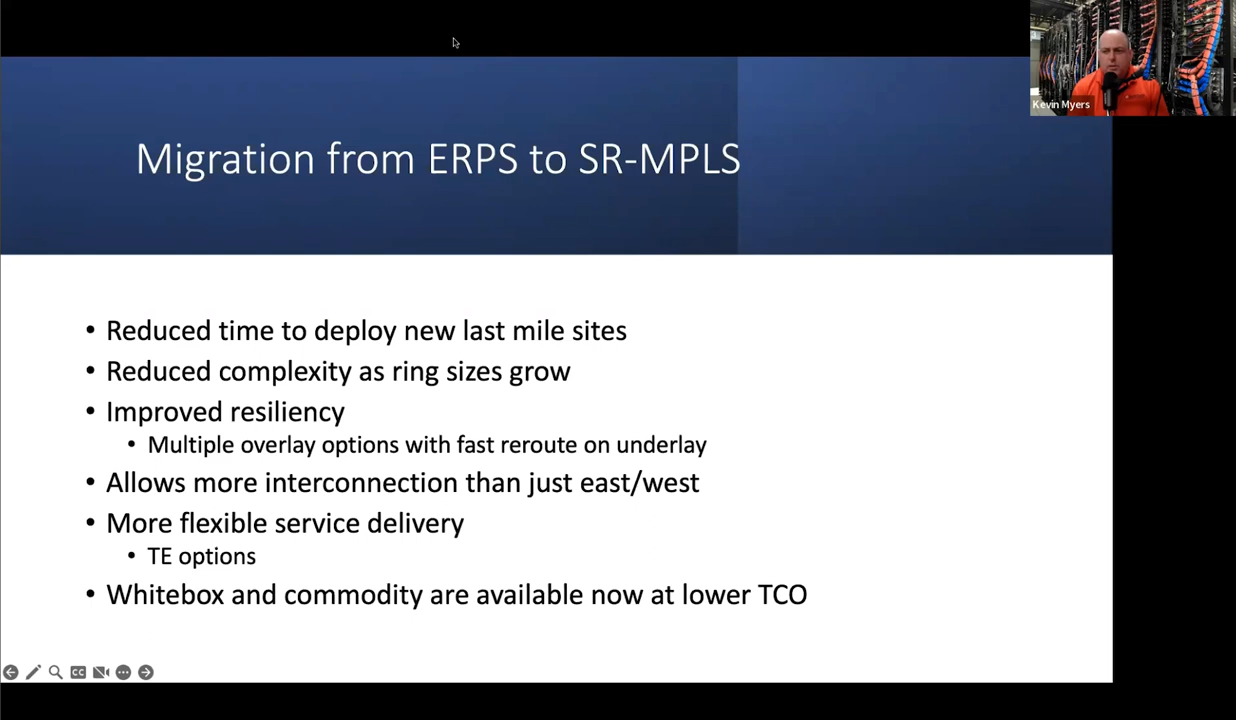 Kevin Myers
Migration from ERPS to SR-MPLS
• Reduced time to deploy new last mile sites
• Reduced complexity as ring sizes grow
• Improved resiliency
• Multiple overlay options with fast reroute on underlay
• Allows more interconnection than just east/west
• More flexible service delivery
• TE options
• Whitebox and commodity are available now at lower TCO
CC